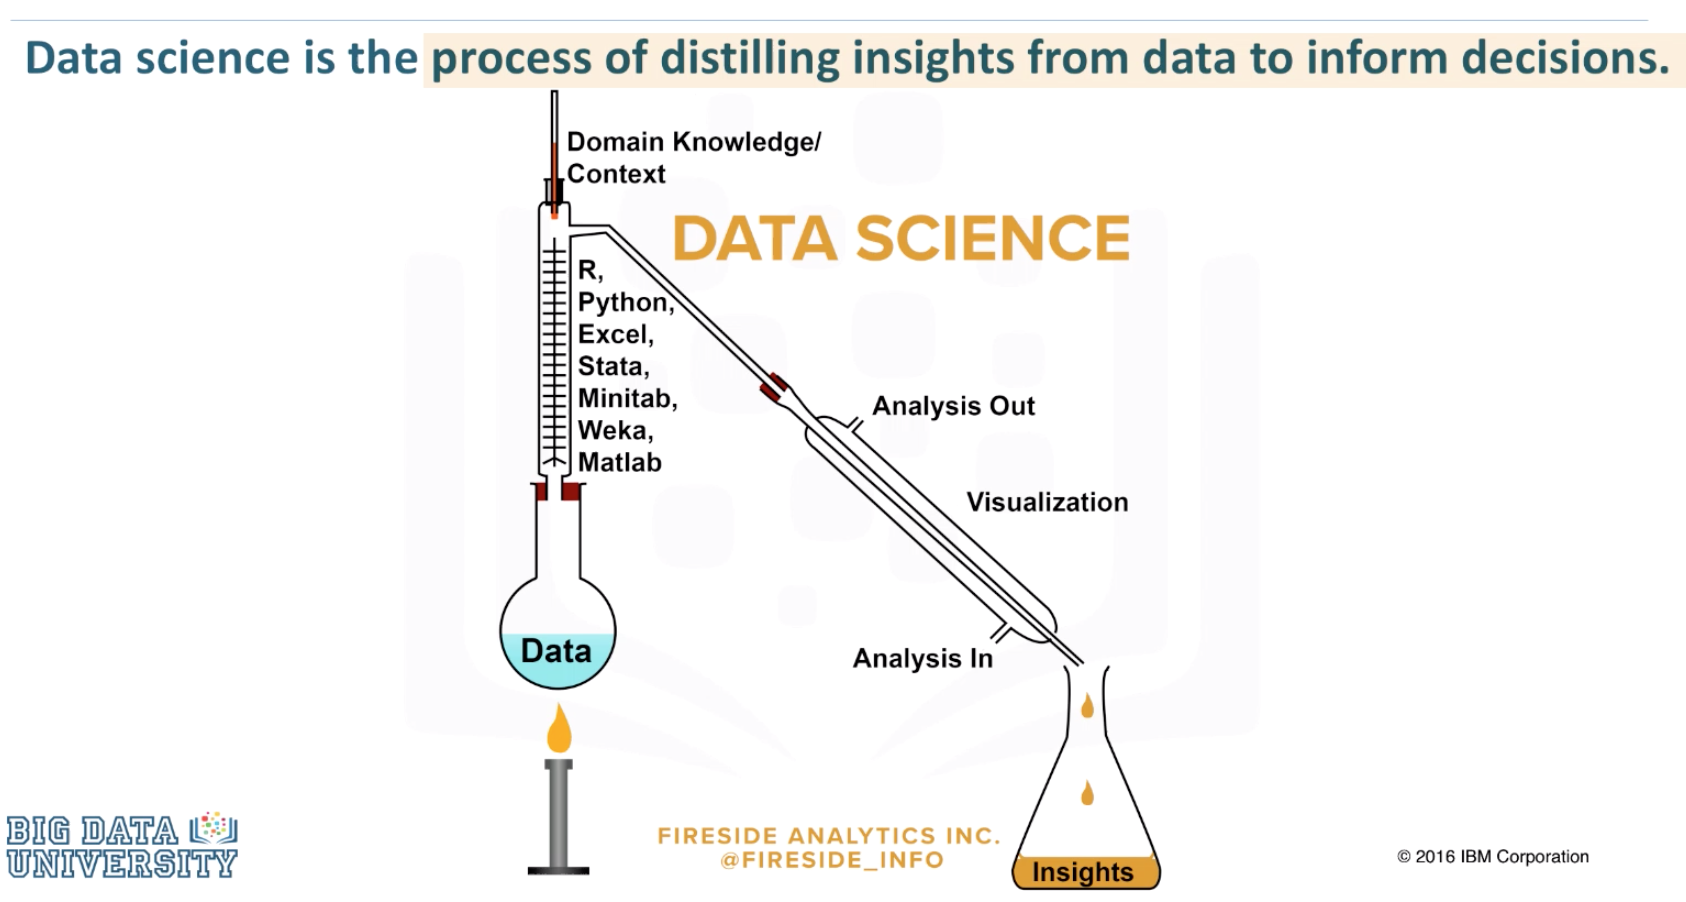 Data science is the process of distilling insights from data to inform decisions.
Domain Knowledge/
Context
DATA SCIENCE
R,
Python,
Excel,
Stata,
Minitab,
Weka,
Matlab
Analysis Out
Visualization
Data
Analysis In
BIG DATA
UNIVERSITY
FIRESIDE ANALYTICS INC.
@FIRESIDE_INFO
Insights
© 2016 IBM Corporation